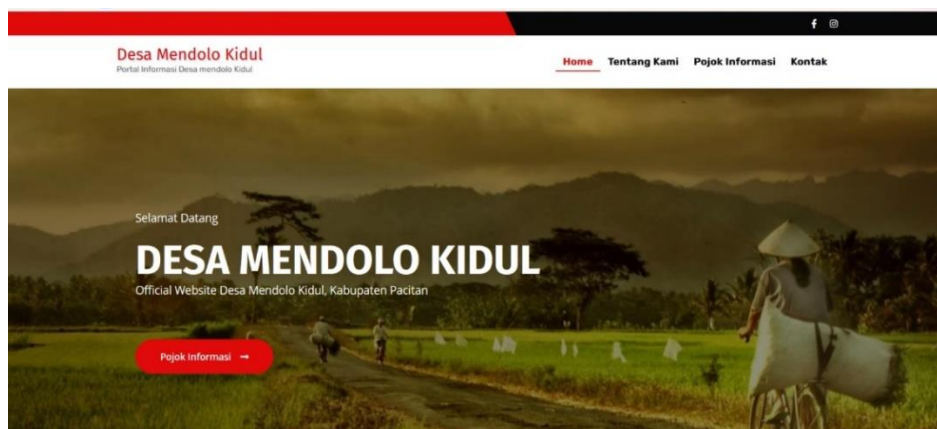 Desa Mendolo Kidul
Portal Informasi Desa mendolo Kidul
Home Tentang Kami Pojok Informasi Kontak
Selamat Datang
DESA MENDOLO KIDUL
Official Website Desa Mendolo Kidul, Kabupaten Pacitan
Pojok Informasi →